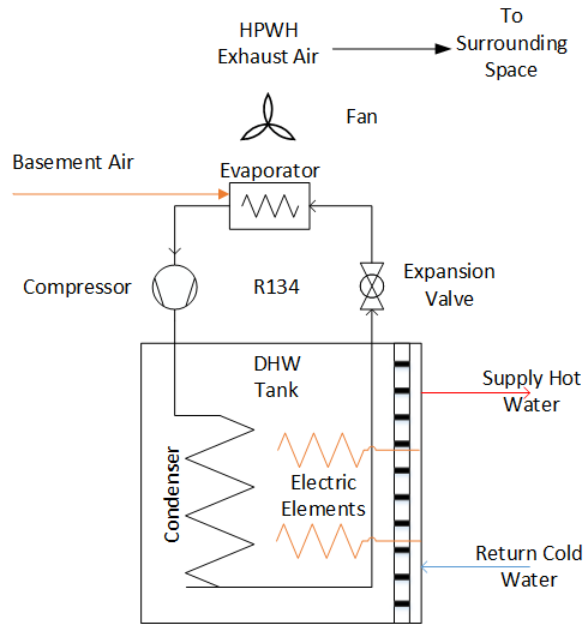 HPWH
Exhaust Air
To
Surrounding
Space
Fan
Basement Air
Evaporator
Compressor
R134
Expansion
Valve
DHW
Tank
Supply Hot
Water
Condenser
Electric
Elements
Return Cold
Water